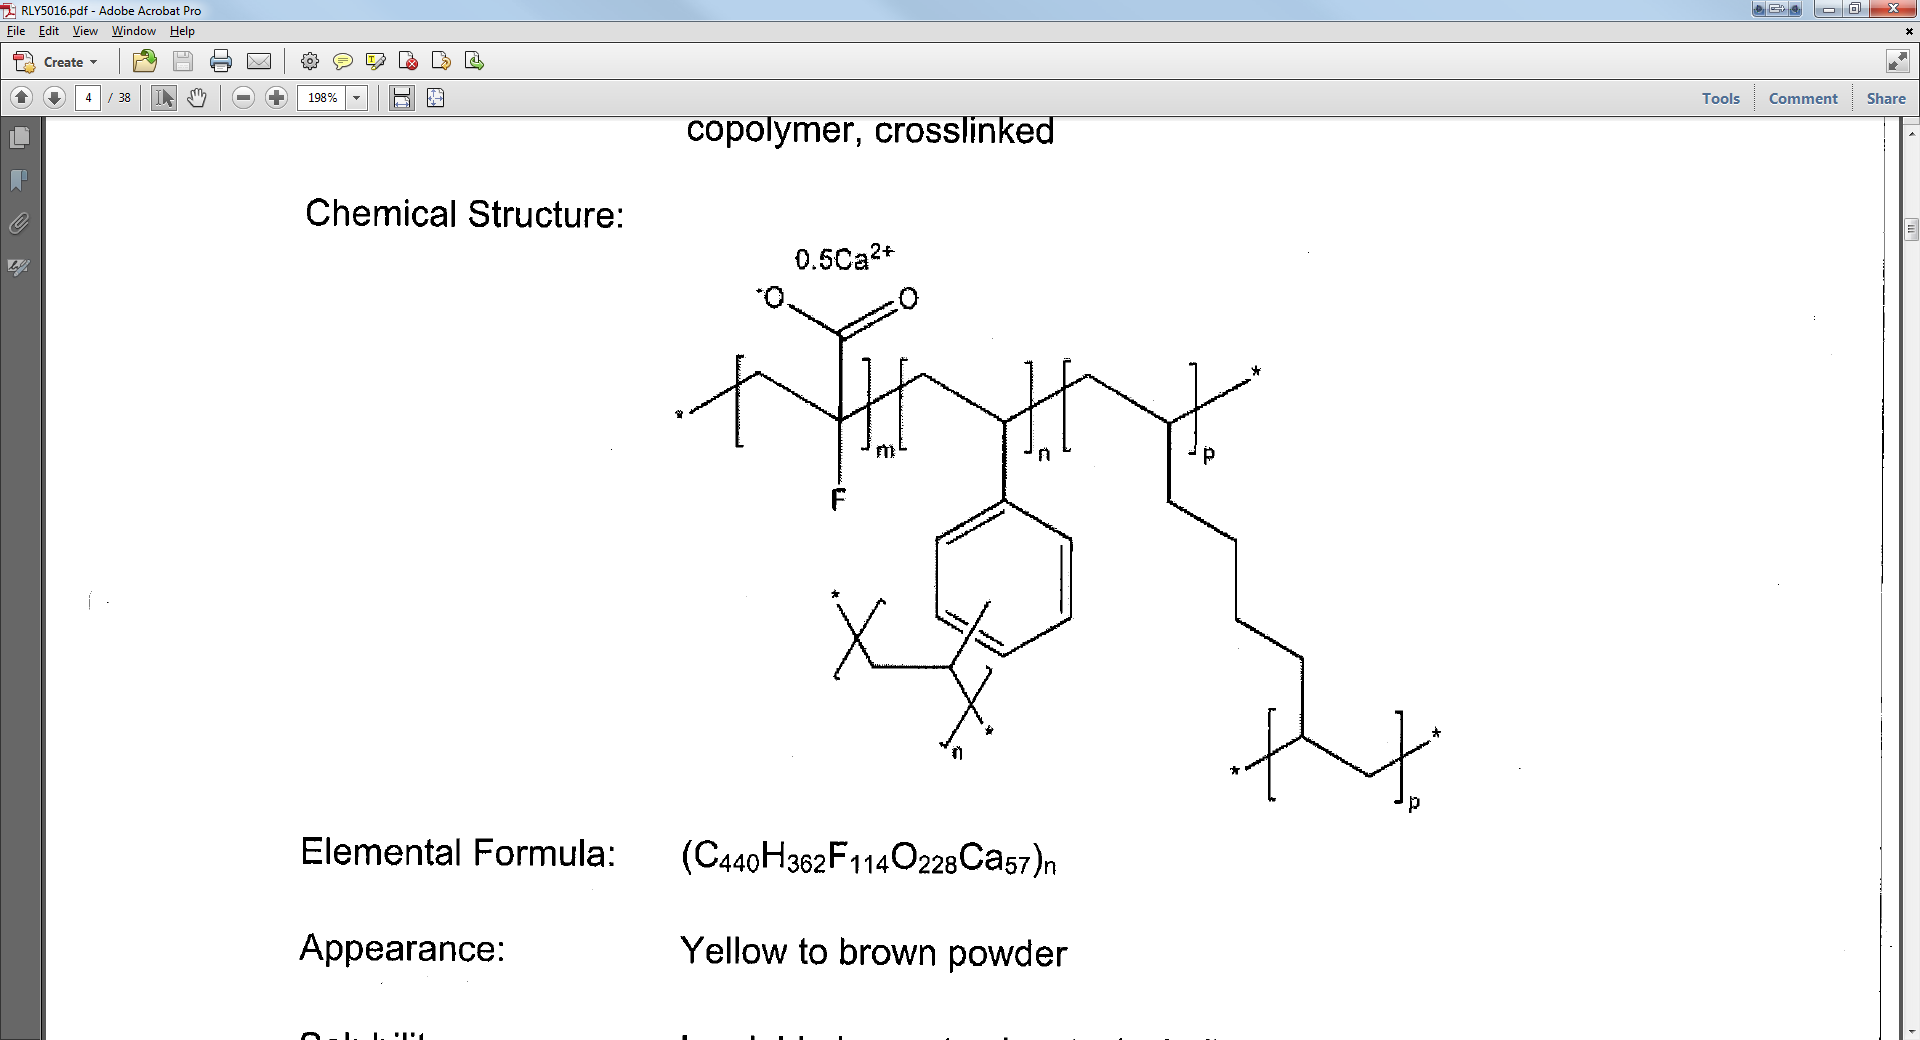 RLY5016.pdf - Adobe Acrobat Pro
File Edit View Window Help
Create
4 / 38 198% Tools Comment Share
copolymer, crosslinked
Chemical Structure:
0.5Ca2+
-O O
* m n p *
F
* n *
* p *
Elemental Formula: (C440H362F114O228Ca57)n
Appearance: Yellow to brown powder